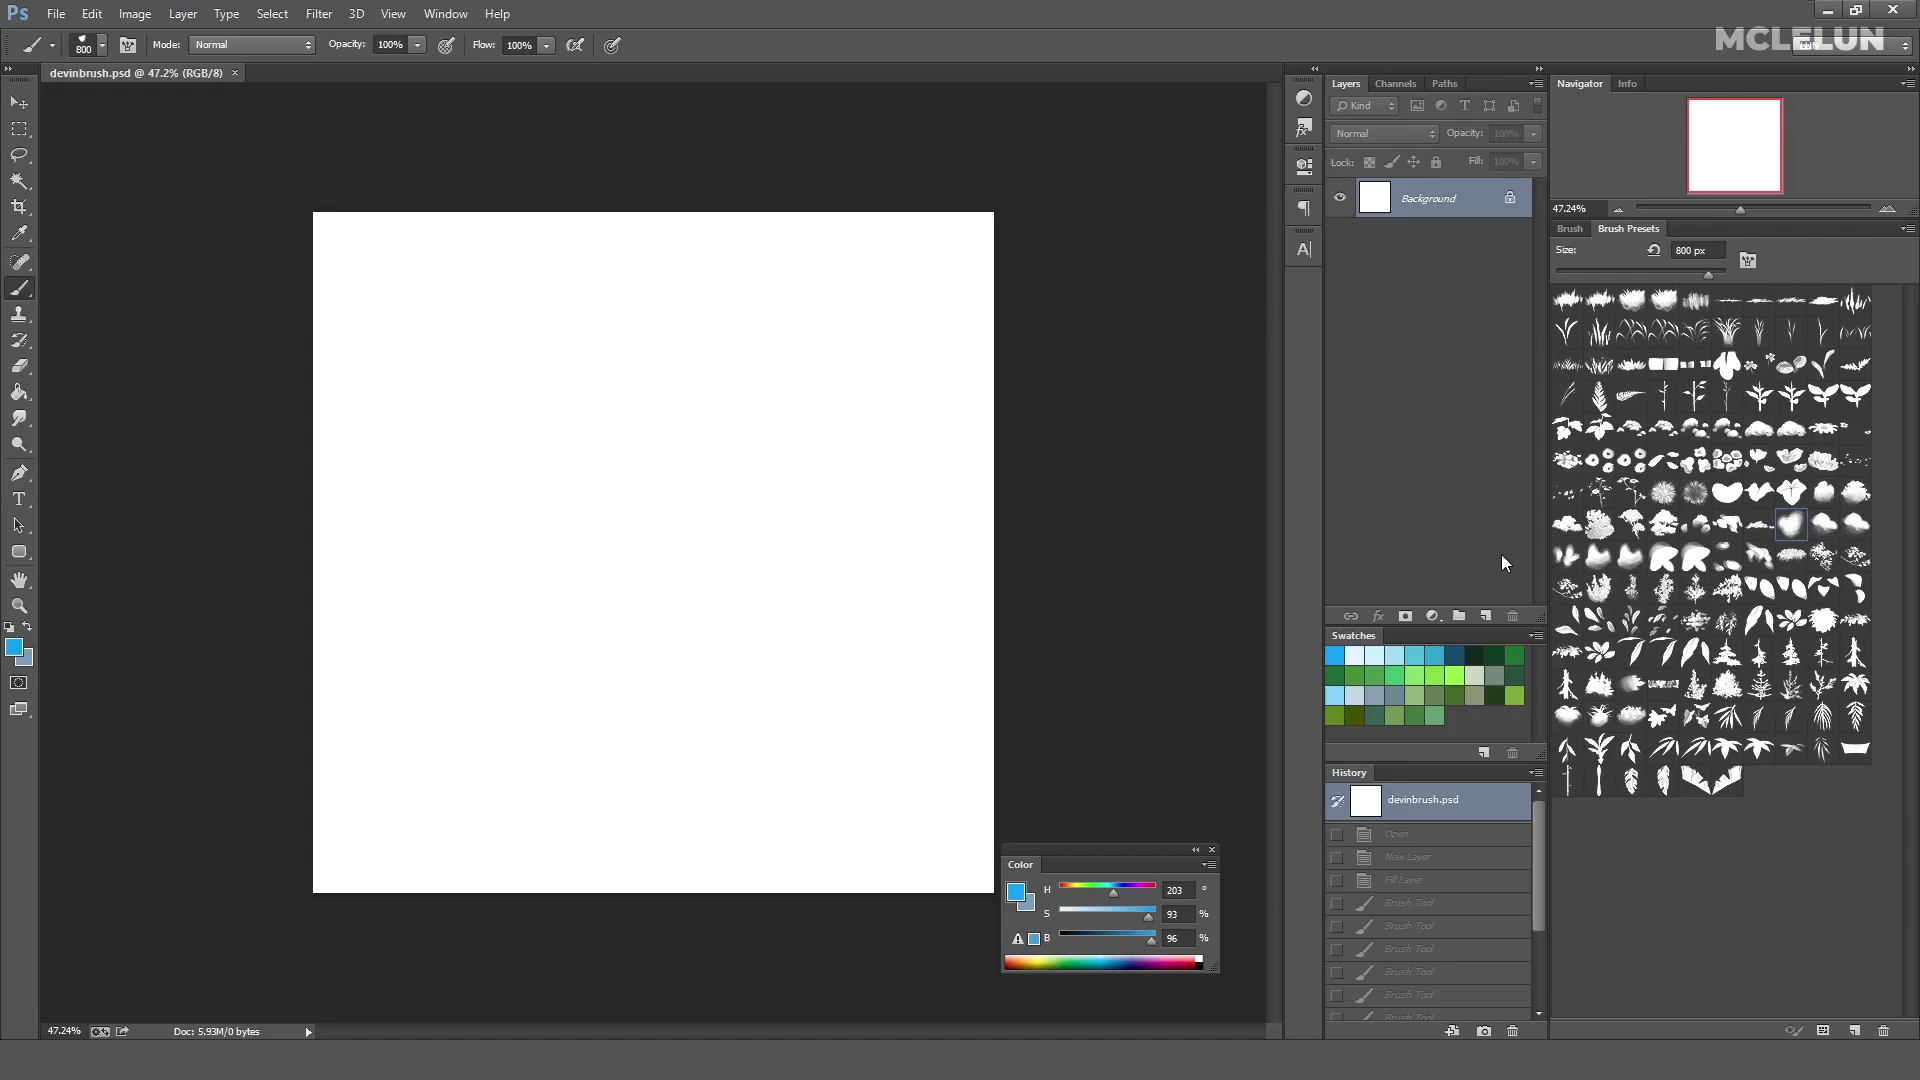 Ps File Edit Image Layer Type Select Filter 3D View Window Help
MCLELUN
800 Mode: Normal Opacity: 100% Flow: 100%
devinbrush.psd @ 47.2% (RGB/8) ×
Layers Channels Paths
Kind
Normal Opacity: 100%
Lock: Fill: 100%
Background
Navigator Info
47.24%
Brush Brush Presets
Size: 800 px
Swatches
History
devinbrush.psd
Open
New Layer
Fill Layer
Brush Tool
Brush Tool
Brush Tool
Brush Tool
Brush Tool
Brush Tool
Color
H 203 °
S 93 %
B 96 %
47.24% Doc: 5.93M/0 bytes